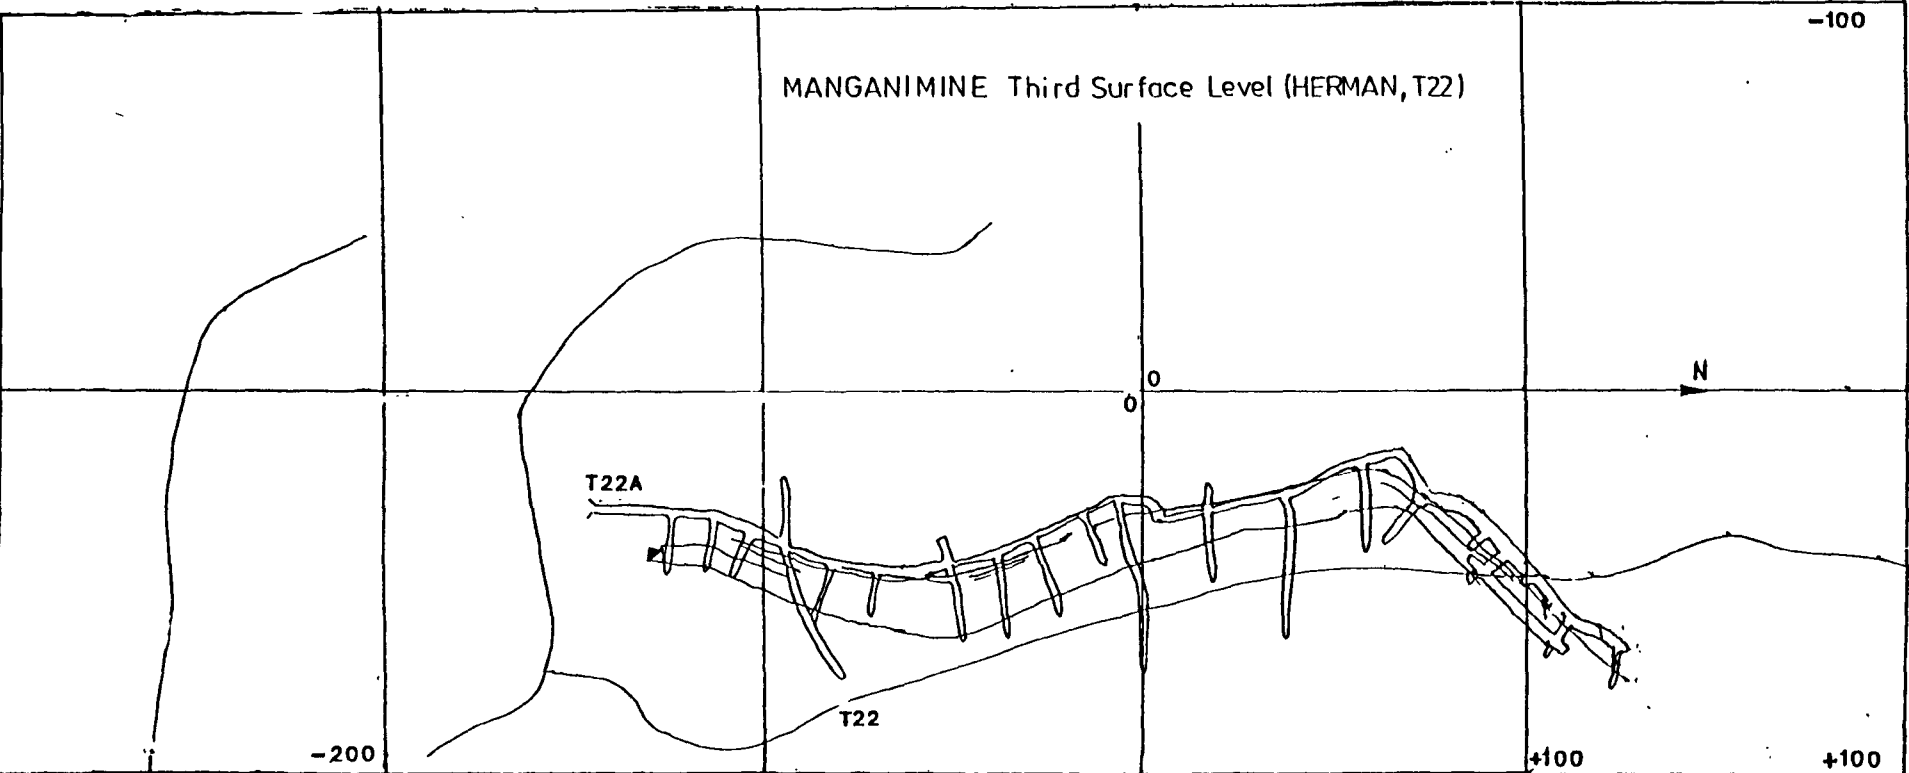 -100
MANGANIMINE Third Surface Level (HERMAN, T22)
0
N
0
T22A
T22
-200
+100
+100